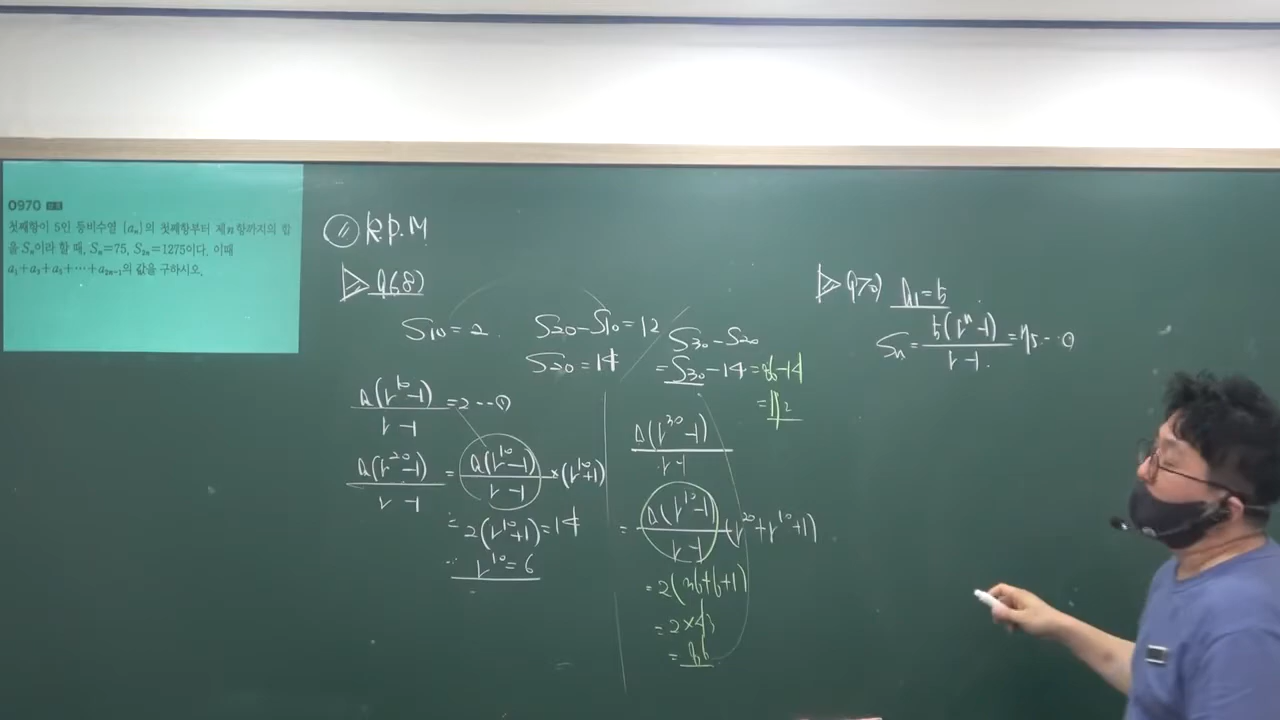 0970
첫째항이 5인 등비수열 {aₙ}의 첫째항부터 제n항까지의 합
을 Sₙ이라 할 때, Sₙ=75, S₂ₙ=1275이다. 이때
a₁+a₃+a₅+⋯+a₂ₙ₋₁의 값을 구하시오.
R.P.M
968)
S₁₀=2
S₂₀-S₁₀=12
S₂₀=14
S₃₀-S₂₀
=S₃₀-14=86-14
=72
a(r¹⁰-1)/(r-1)=2--①
a(r²⁰-1)/(r-1)=a(r¹⁰-1)/(r-1)×(r¹⁰+1)
=2(r¹⁰+1)=14
∴ r¹⁰=6
a(r³⁰-1)/(r-1)
=a(r¹⁰-1)/(r-1)(r²⁰+r¹⁰+1)
=2(36+6+1)
=2×43
=86
970) a₁=5
Sₙ=5(rⁿ-1)/(r-1)=75--①